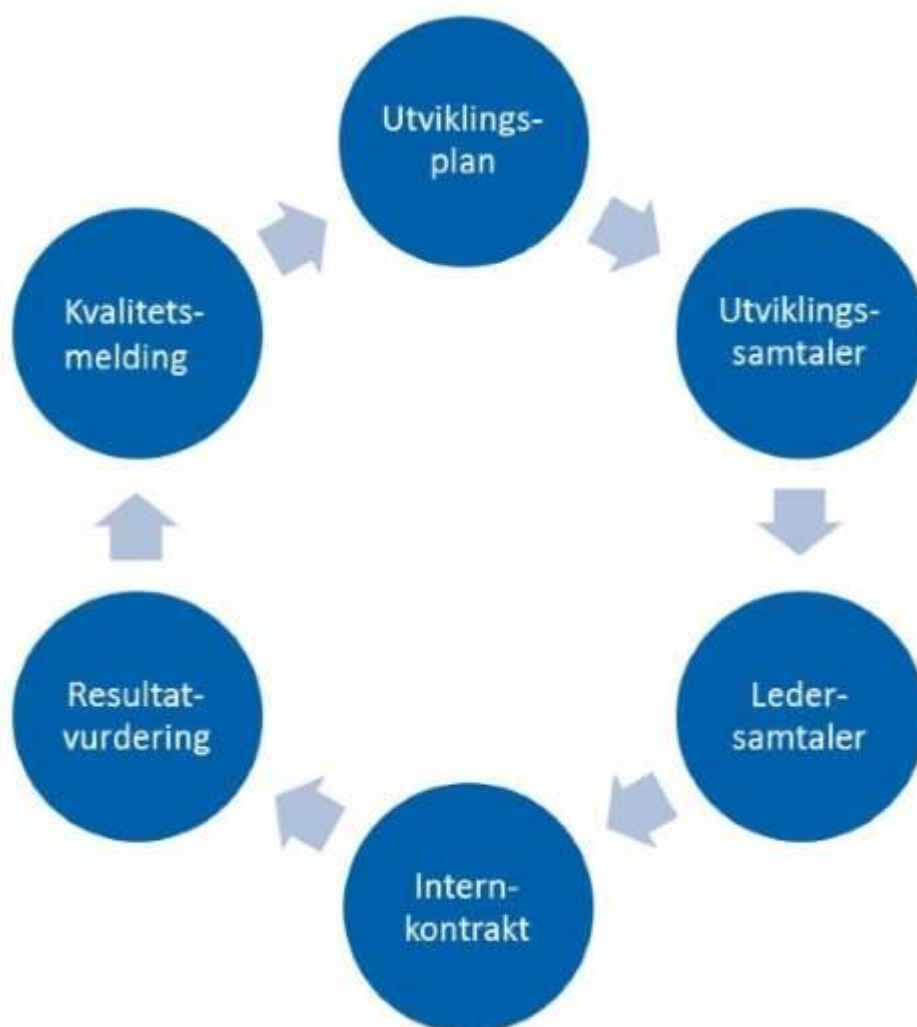 Utviklings-
plan
Utviklings-
samtaler
Leder-
samtaler
Intern-
kontrakt
Resultat-
vurdering
Kvalitets-
melding